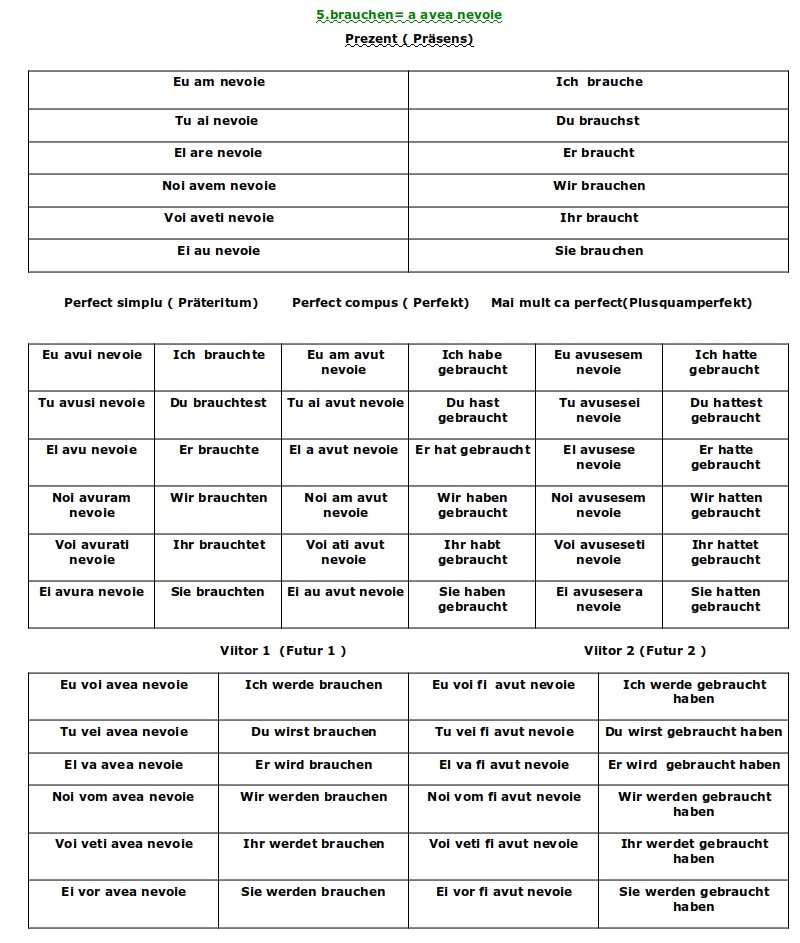 5.brauchen= a avea nevoie
Prezent ( Präsens)
Eu am nevoie Ich brauche
Tu ai nevoie Du brauchst
El are nevoie Er braucht
Noi avem nevoie Wir brauchen
Voi aveti nevoie Ihr braucht
Ei au nevoie Sie brauchen
Perfect simplu ( Präteritum) Perfect compus ( Perfekt) Mai mult ca perfect(Plusquamperfekt)
Eu avui nevoie Ich brauchte Eu am avut Ich habe Eu avusesem Ich hatte
nevoie gebraucht nevoie gebraucht
Tu avusi nevoie Du brauchtest Tu ai avut nevoie Du hast Tu avusesei Du hattest
gebraucht nevoie gebraucht
El avu nevoie Er brauchte El a avut nevoie Er hat gebraucht El avusese Er hatte
nevoie gebraucht
Noi avuram Wir brauchten Noi am avut Wir haben Noi avusesem Wir hatten
nevoie nevoie gebraucht nevoie gebraucht
Voi avurati Ihr brauchtet Voi ati avut Ihr habt Voi avuseseti Ihr hattet
nevoie nevoie gebraucht nevoie gebraucht
Ei avura nevoie Sie brauchten Ei au avut nevoie Sie haben Ei avusesera Sie hatten
gebraucht nevoie gebraucht
Viitor 1 (Futur 1 ) Viitor 2 (Futur 2 )
Eu voi avea nevoie Ich werde brauchen Eu voi fi avut nevoie Ich werde gebraucht
haben
Tu vei avea nevoie Du wirst brauchen Tu vei fi avut nevoie Du wirst gebraucht haben
El va avea nevoie Er wird brauchen El va fi avut nevoie Er wird gebraucht haben
Noi vom avea nevoie Wir werden brauchen Noi vom fi avut nevoie Wir werden gebraucht
haben
Voi veti avea nevoie Ihr werdet brauchen Voi veti fi avut nevoie Ihr werdet gebraucht
haben
Ei vor avea nevoie Sie werden brauchen Ei vor fi avut nevoie Sie werden gebraucht
haben